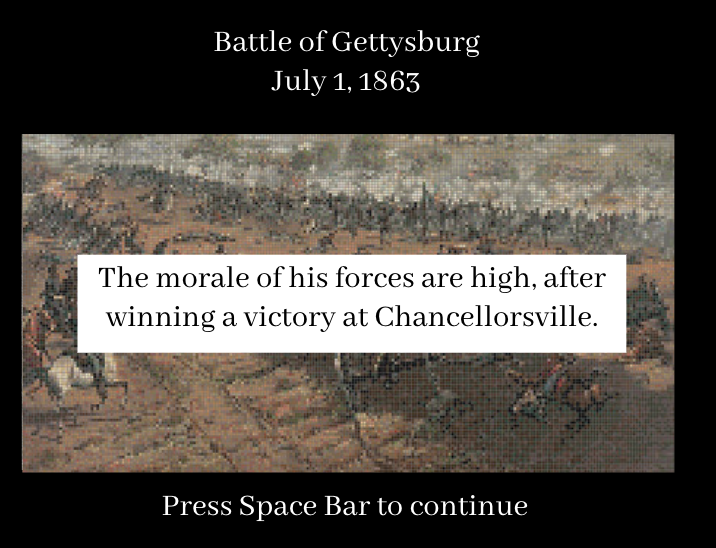 Battle of Gettysburg
July 1, 1863
The morale of his forces are high, after
winning a victory at Chancellorsville.
Press Space Bar to continue